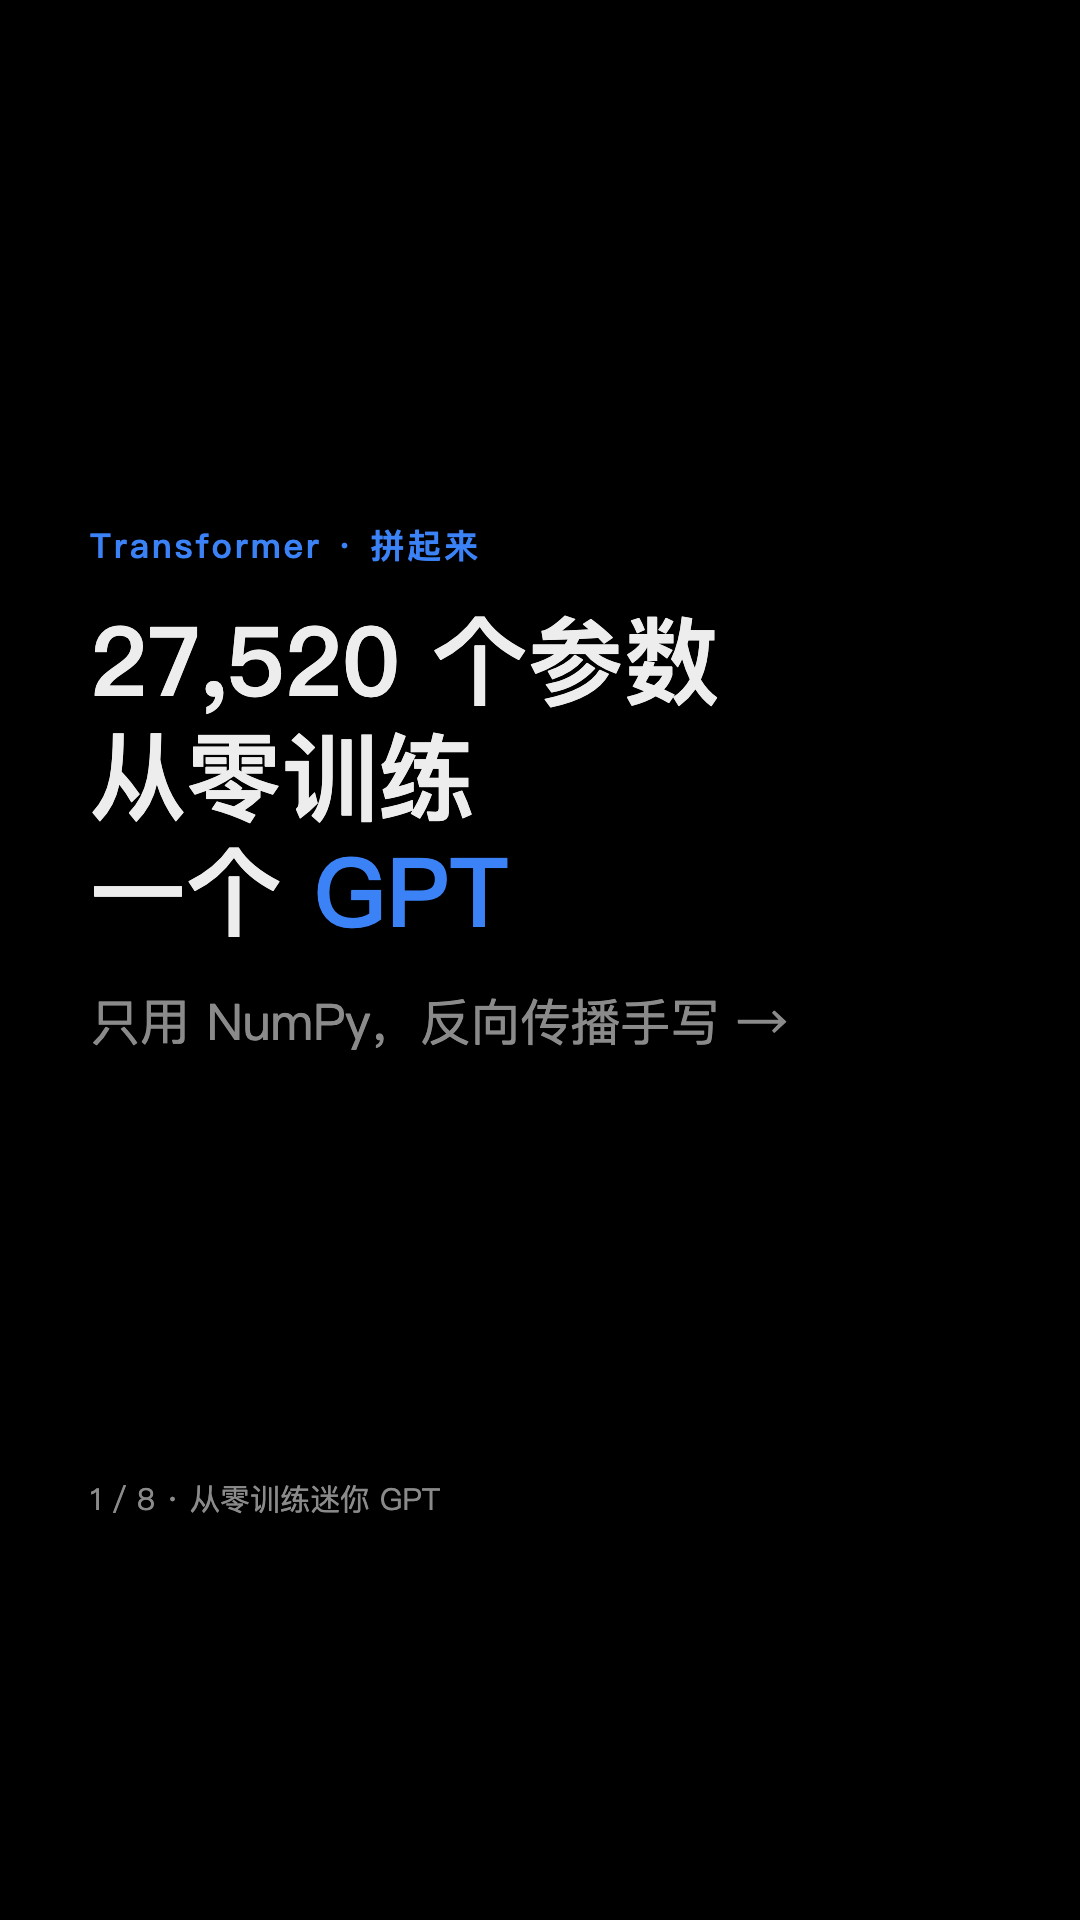 Transformer · 拼起来
27,520 个参数
从零训练
一个 GPT
只用 NumPy，反向传播手写 →
1 / 8 · 从零训练迷你 GPT